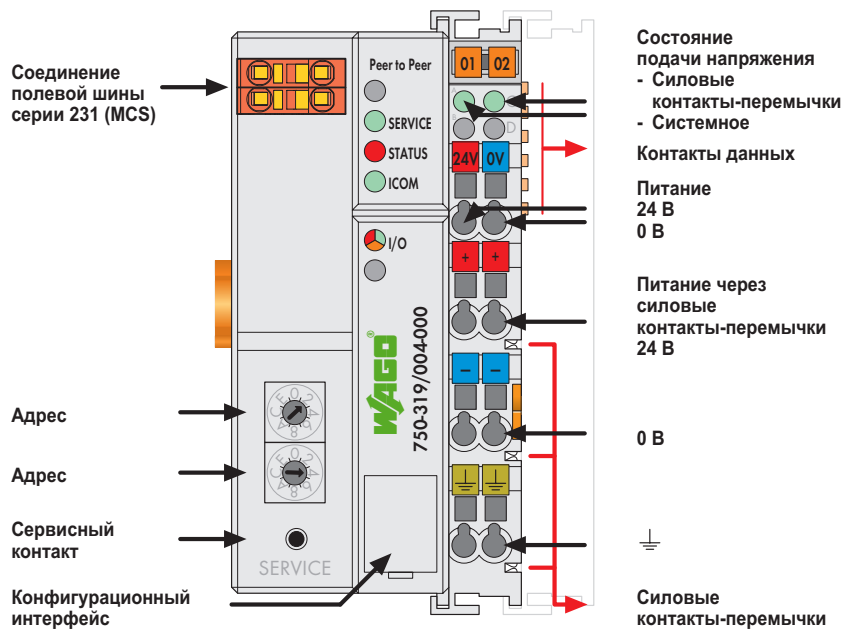 Соединение
полевой шины
серии 231 (MCS)
Адрес
Адрес
Сервисный
контакт
Конфигурационный
интерфейс
Peer to Peer
SERVICE
STATUS
ICOM
I/O
WAGO
®
750-319/004-000
SERVICE
01 02
A
C
B
D
24V 0V
+ +
– –
Состояние
подачи напряжения
- Силовые
контакты-перемычки
- Системное
Контакты данных
Питание
24 В
0 В
Питание через
силовые
контакты-перемычки
24 В
0 В
Силовые
контакты-перемычки